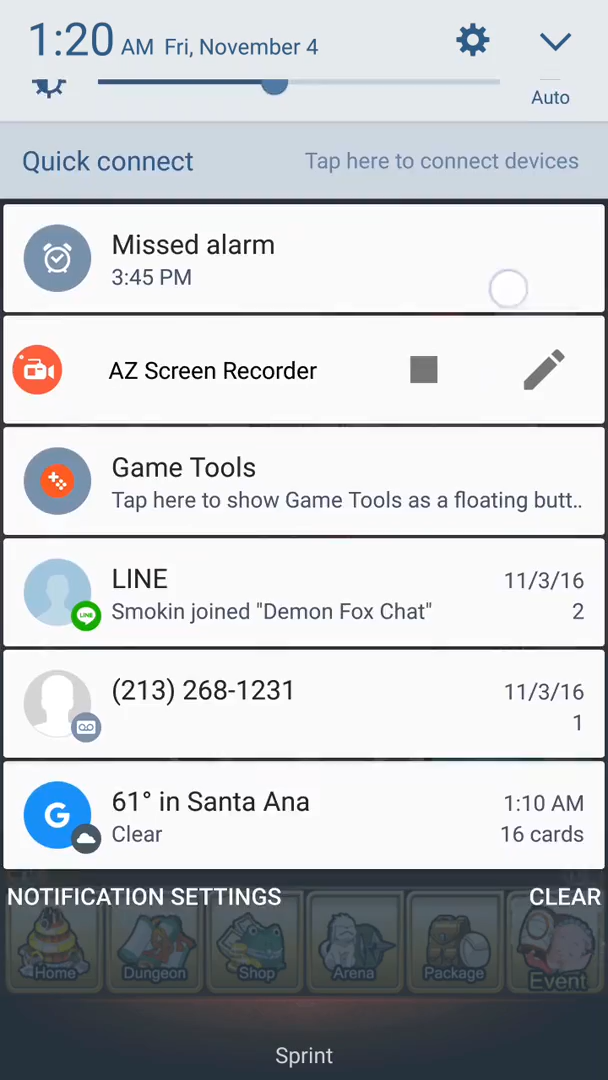 1:20 AM Fri, November 4
Auto
Quick connect Tap here to connect devices
Missed alarm
3:45 PM
AZ Screen Recorder
Game Tools
Tap here to show Game Tools as a floating butt..
LINE 11/3/16
LINE Smokin joined "Demon Fox Chat" 2
(213) 268-1231 11/3/16
1
G 61° in Santa Ana 1:10 AM
Clear 16 cards
NOTIFICATION SETTINGS CLEAR
Home Dungeon Shop Arena Package Event
Sprint